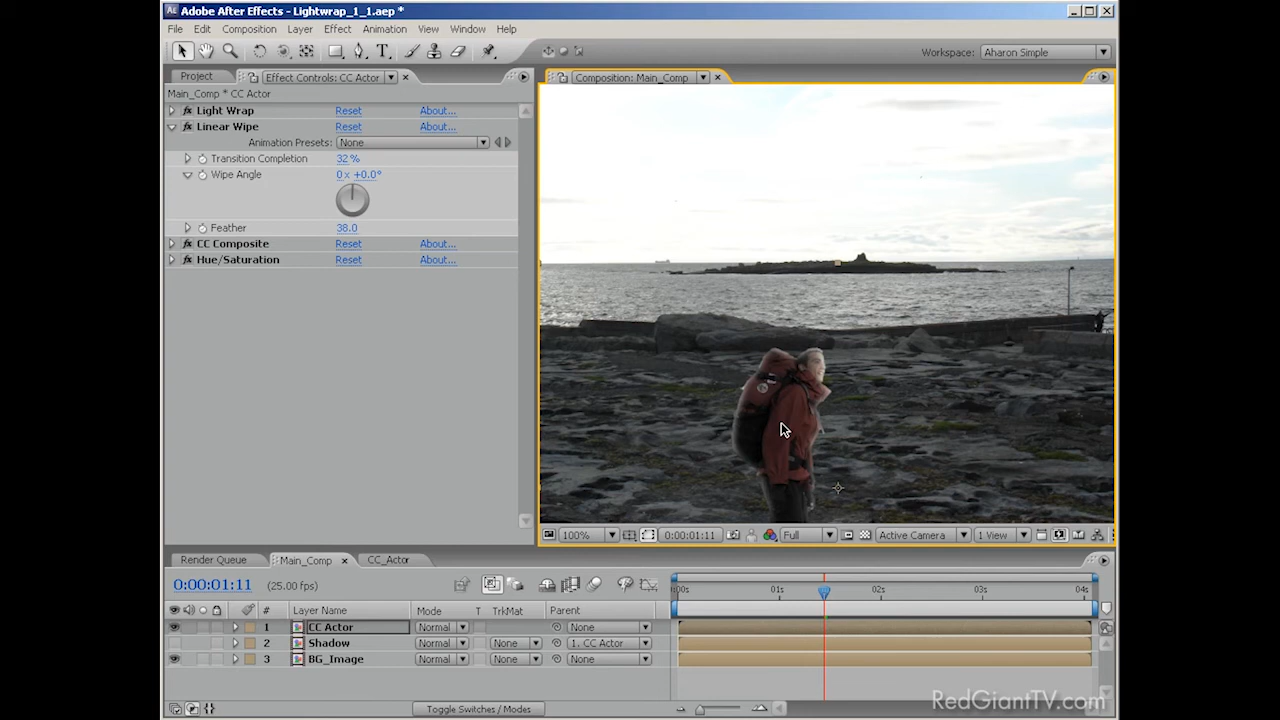 Adobe After Effects - Lightwrap_1_1.aep *
File Edit Composition Layer Effect Animation View Window Help
Workspace: Aharon Simple
Project Effect Controls: CC Actor
Composition: Main_Comp
Main_Comp * CC Actor
Light Wrap Reset About...
Linear Wipe Reset About...
Animation Presets: None
Transition Completion 32 %
Wipe Angle 0 x +0.0°
Feather 38.0
CC Composite Reset About...
Hue/Saturation Reset About...
100% 0:00:01:11 Full Active Camera 1 View
Render Queue Main_Comp CC_Actor
0:00:01:11 (25.00 fps)
:00s 01s 02s 03s 04s
# Layer Name Mode T TrkMat Parent
1 CC Actor Normal None
2 Shadow Normal None 1. CC Actor
3 BG_Image Normal None None
Toggle Switches / Modes
RedGiantTV.com